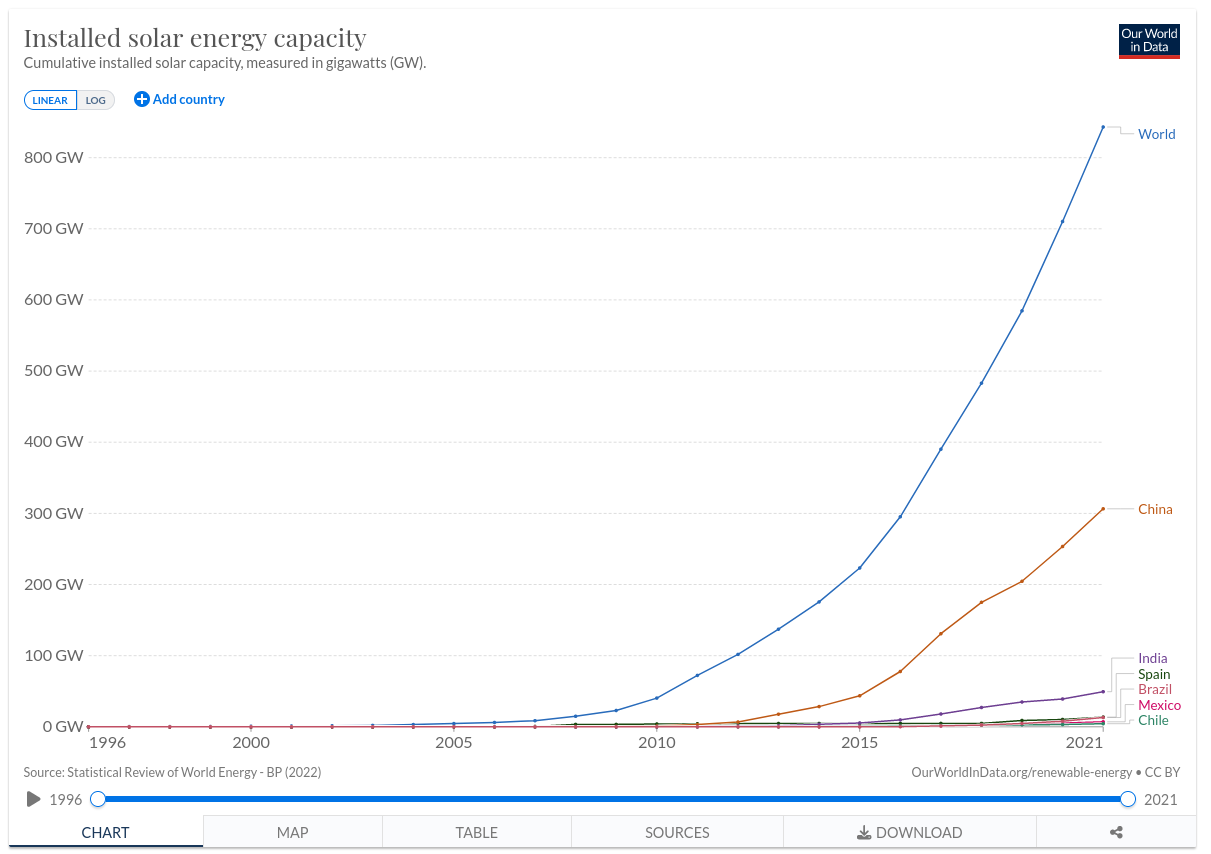 Installed solar energy capacity
Cumulative installed solar capacity, measured in gigawatts (GW).
Our World
in Data
LINEAR
LOG
Add country
800 GW
700 GW
600 GW
500 GW
400 GW
300 GW
200 GW
100 GW
0 GW
World
China
India
Spain
Brazil
Mexico
Chile
1996
2000
2005
2010
2015
2021
Source: Statistical Review of World Energy - BP (2022)
OurWorldInData.org/renewable-energy • CC BY
1996
2021
CHART
MAP
TABLE
SOURCES
DOWNLOAD